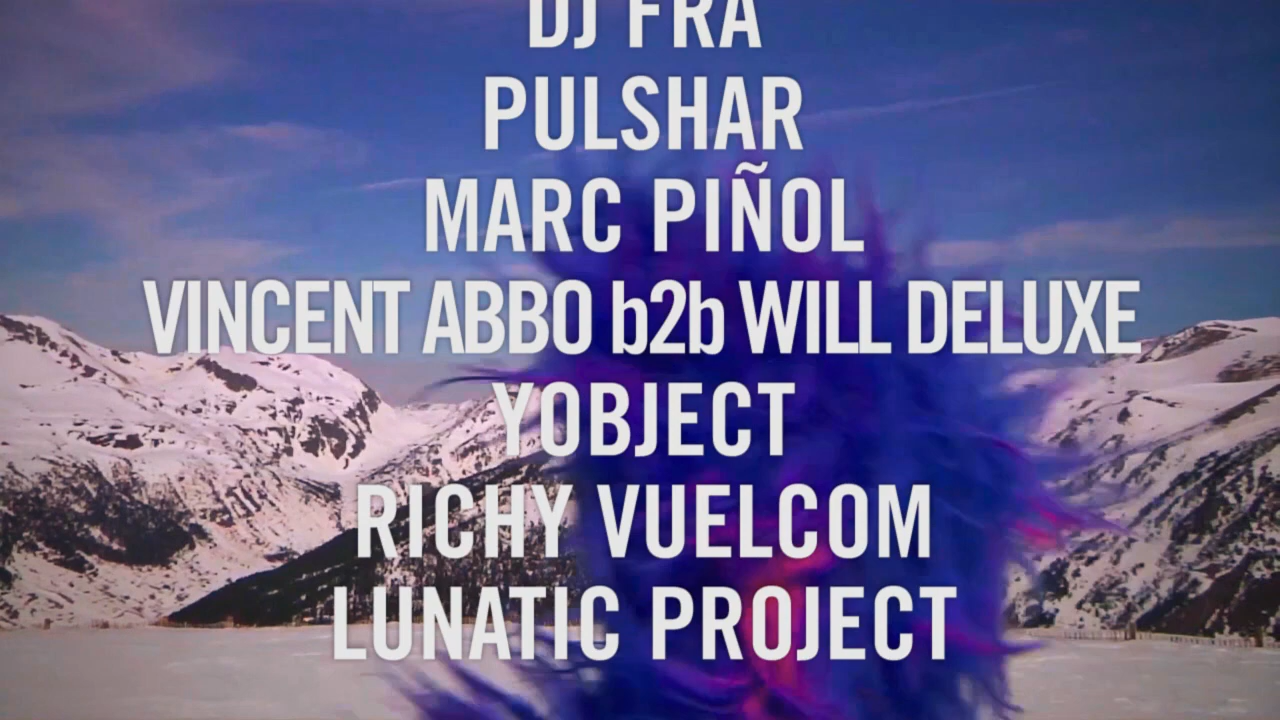 DJ FRA
PULSHAR
MARC PIÑOL
VINCENT ABBO b2b WILL DELUXE
YOBJECT
RICHY VUELCOM
LUNATIC PROJECT